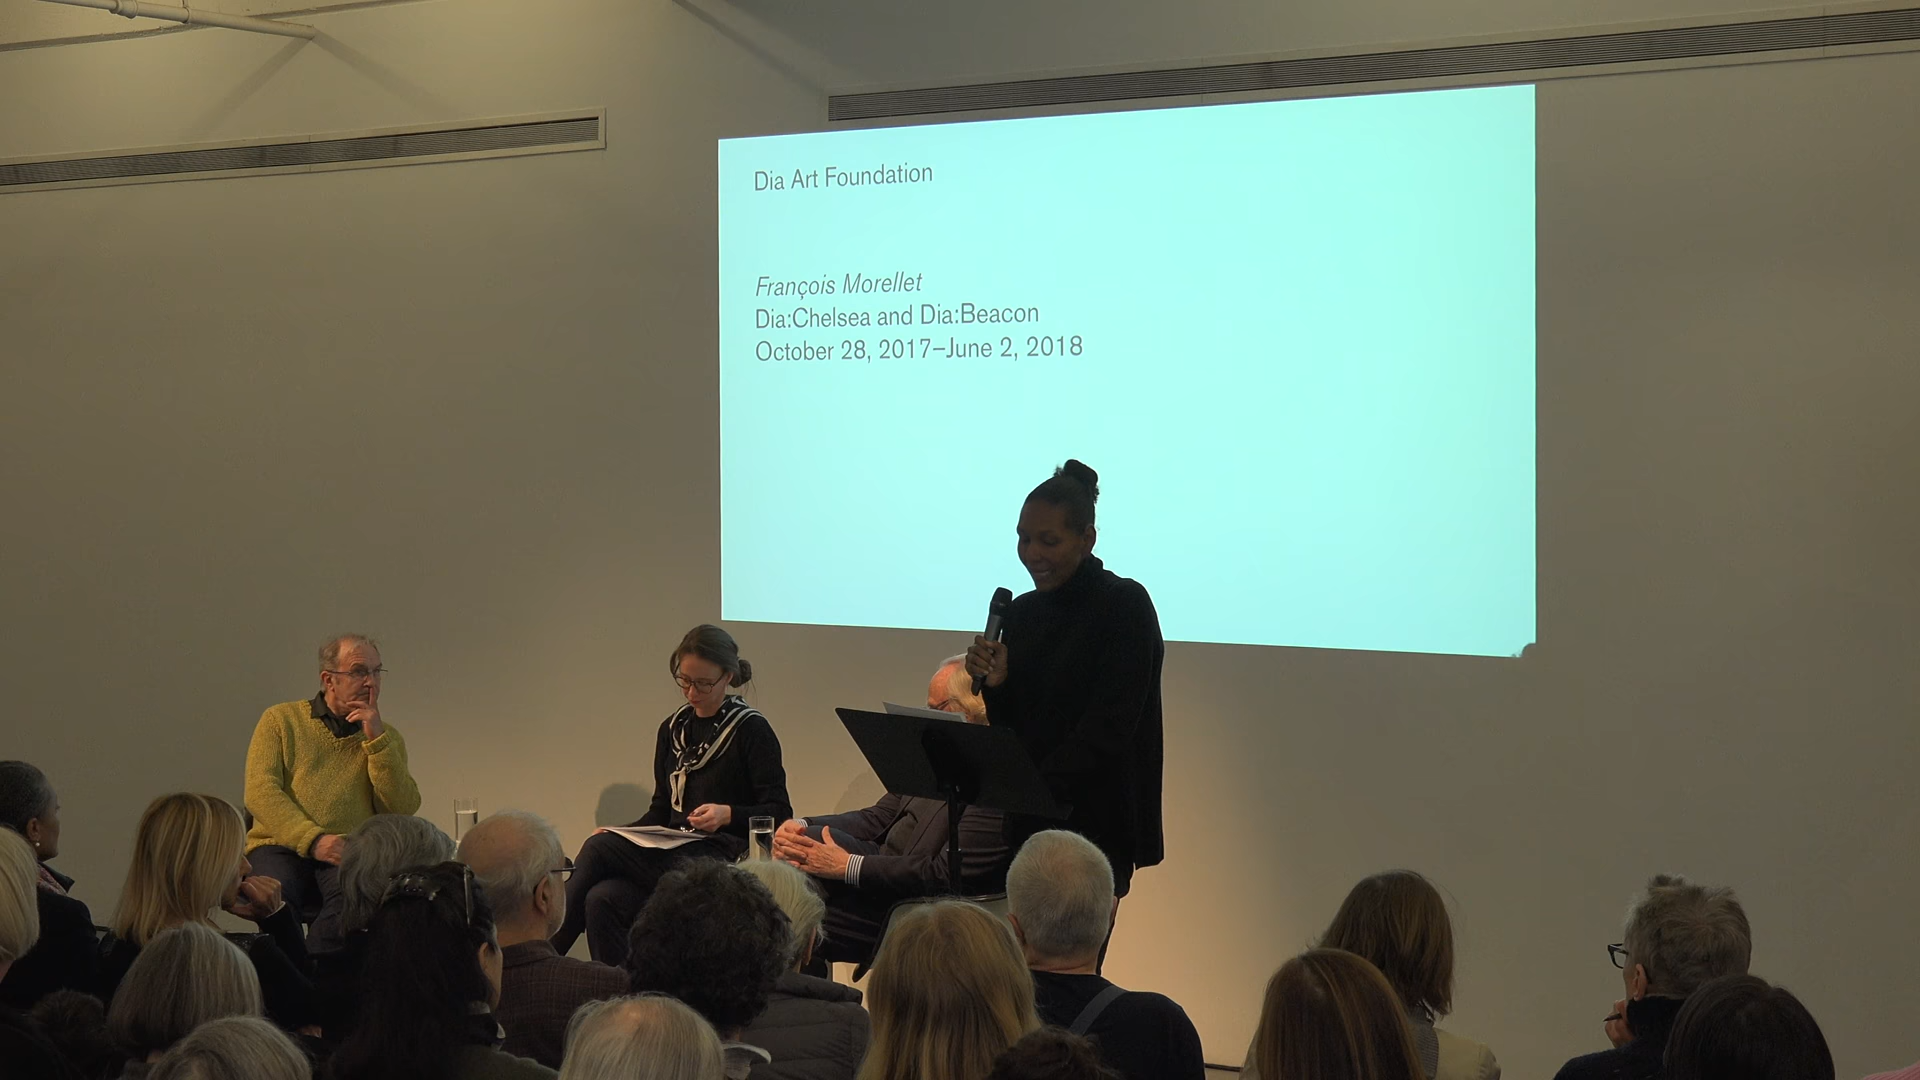 Dia Art Foundation
François Morellet
Dia:Chelsea and Dia:Beacon
October 28, 2017–June 2, 2018